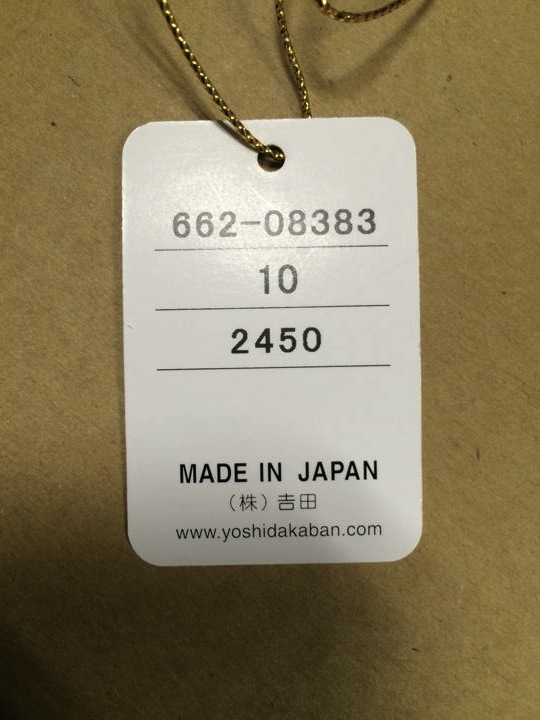 662-08383
10
2450
MADE IN JAPAN
（株）吉田
www.yoshidakaban.com